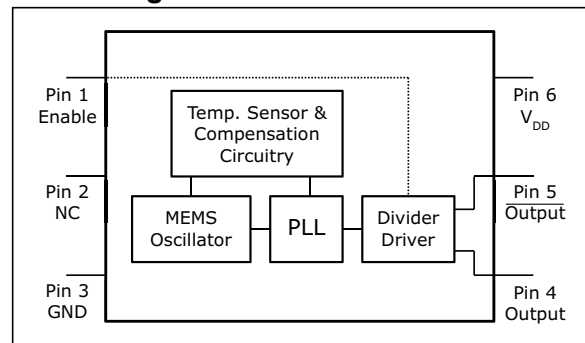 Pin 1
Enable
Pin 2
NC
Pin 3
GND
Temp. Sensor &
Compensation
Circuitry
MEMS
Oscillator
PLL
Divider
Driver
Pin 6
VDD
Pin 5
Output
Pin 4
Output